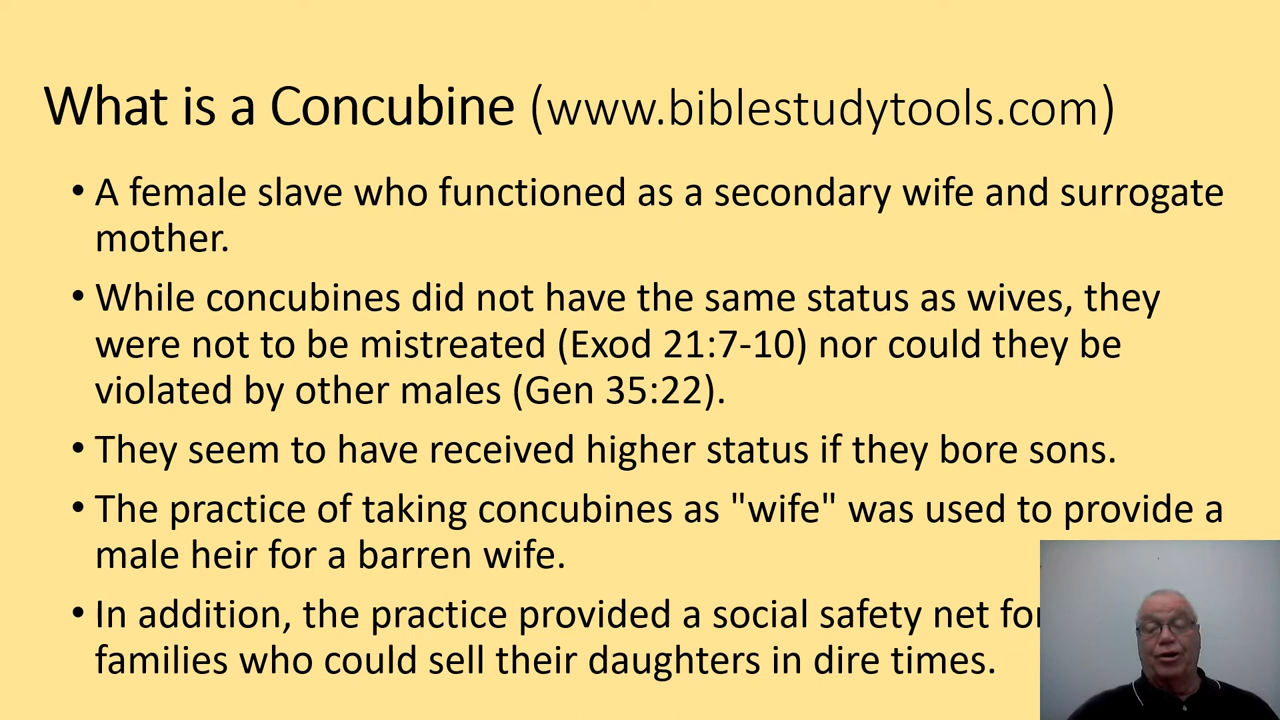 What is a Concubine (www.biblestudytools.com)
• A female slave who functioned as a secondary wife and surrogate
mother.
• While concubines did not have the same status as wives, they
were not to be mistreated (Exod 21:7-10) nor could they be
violated by other males (Gen 35:22).
• They seem to have received higher status if they bore sons.
• The practice of taking concubines as "wife" was used to provide a
male heir for a barren wife.
• In addition, the practice provided a social safety net for
families who could sell their daughters in dire times.